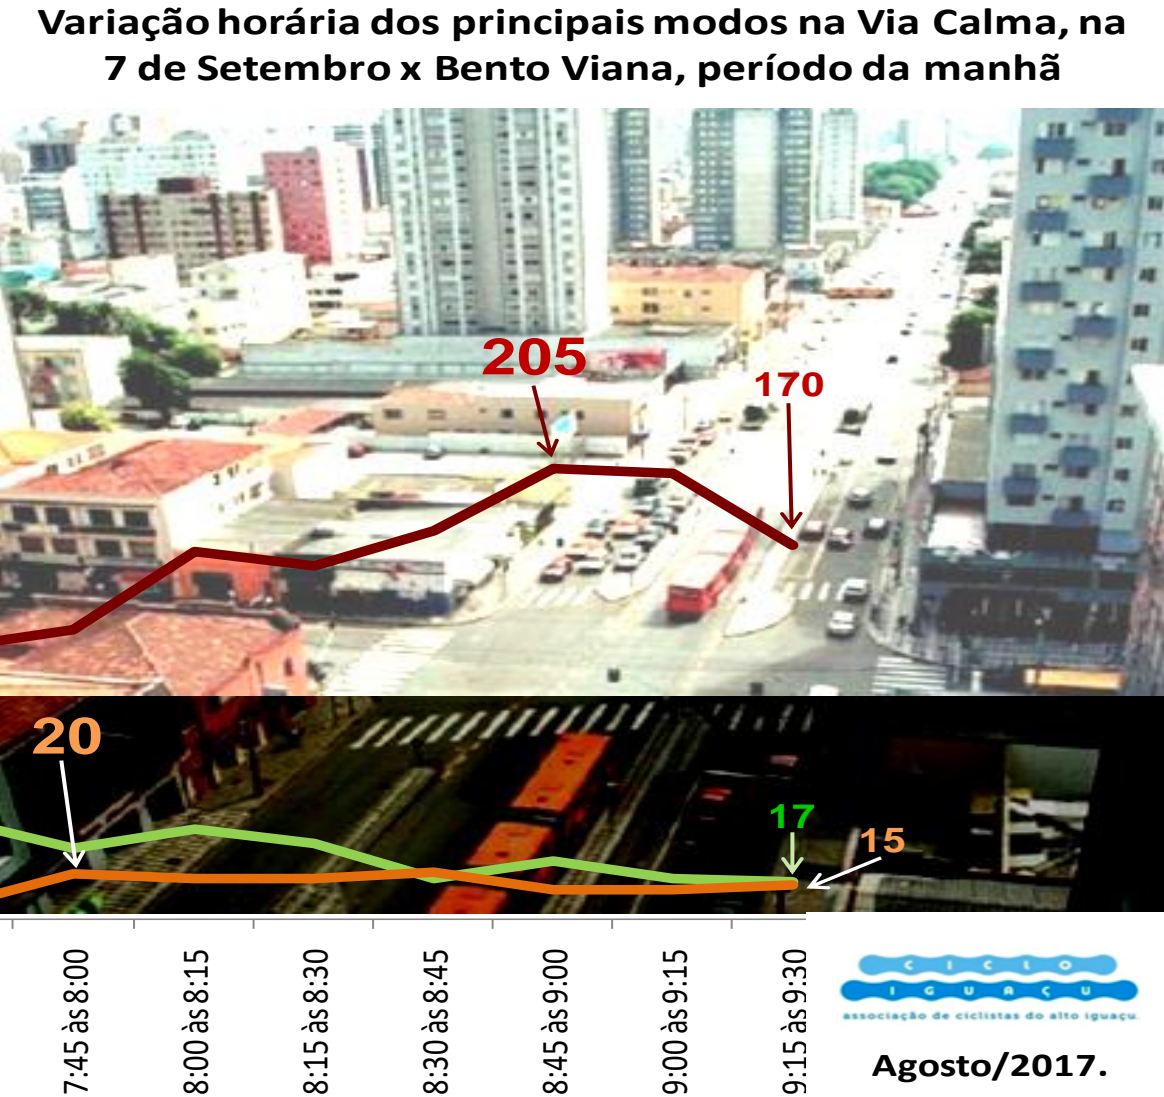 Variação horária dos principais modos na Via Calma, na
7 de Setembro x Bento Viana, período da manhã
205
170
20
17
15
7:45 às 8:00
8:00 às 8:15
8:15 às 8:30
8:30 às 8:45
8:45 às 9:00
9:00 às 9:15
9:15 às 9:30
CICLO
IGUAÇU
associação de ciclistas do alto iguaçu.
Agosto/2017.